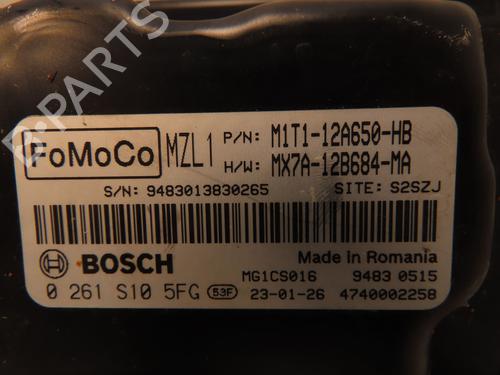 FoMoCo MZL1 P/N: M1T1-12A650-HB
H/W: MX7A-12B684-MA
S/N: 9483013830265 SITE: S2SZJ
BOSCH Made in Romania
MG1CS016 9483 0515
0 261 S10 5FG 53F 23-01-26 4740002258
B-PARTS